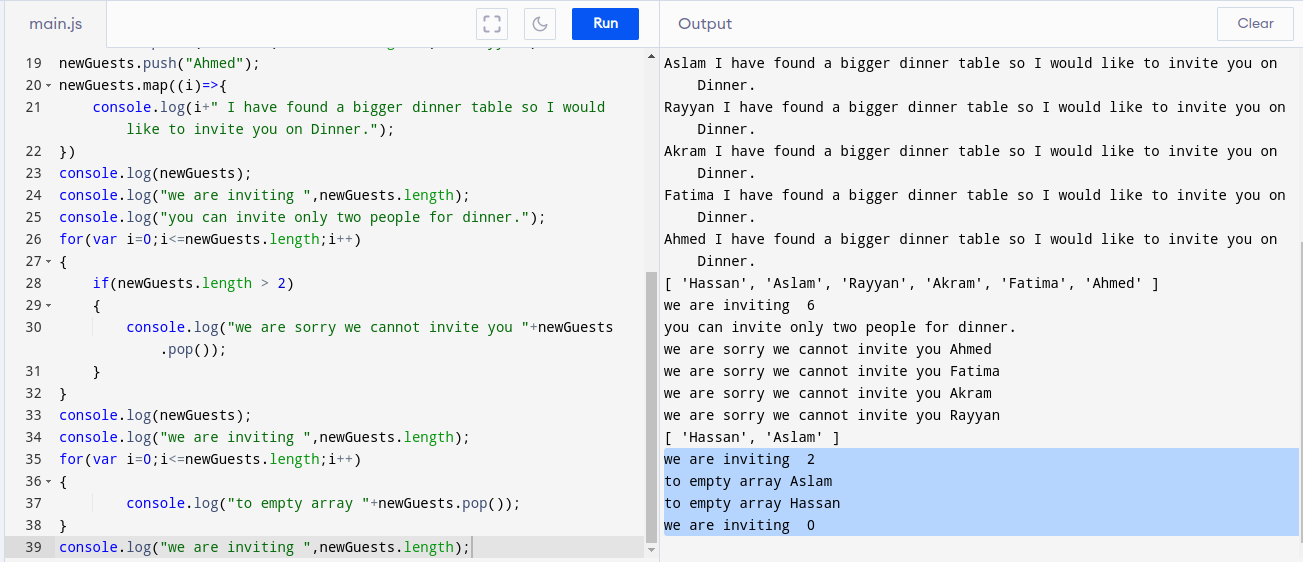 main.js
Run
Output
Clear
19 newGuests.push("Ahmed");
20 newGuests.map((i)=>{
21 console.log(i+" I have found a bigger dinner table so I would
like to invite you on Dinner.");
22 })
23 console.log(newGuests);
24 console.log("we are inviting ",newGuests.length);
25 console.log("you can invite only two people for dinner.");
26 for(var i=0;i<=newGuests.length;i++)
27 {
28 if(newGuests.length > 2)
29 {
30 console.log("we are sorry we cannot invite you "+newGuests
.pop());
31 }
32 }
33 console.log(newGuests);
34 console.log("we are inviting ",newGuests.length);
35 for(var i=0;i<=newGuests.length;i++)
36 {
37 console.log("to empty array "+newGuests.pop());
38 }
39 console.log("we are inviting ",newGuests.length);
Aslam I have found a bigger dinner table so I would like to invite you on
Dinner.
Rayyan I have found a bigger dinner table so I would like to invite you on
Dinner.
Akram I have found a bigger dinner table so I would like to invite you on
Dinner.
Fatima I have found a bigger dinner table so I would like to invite you on
Dinner.
Ahmed I have found a bigger dinner table so I would like to invite you on
Dinner.
[ 'Hassan', 'Aslam', 'Rayyan', 'Akram', 'Fatima', 'Ahmed' ]
we are inviting  6
you can invite only two people for dinner.
we are sorry we cannot invite you Ahmed
we are sorry we cannot invite you Fatima
we are sorry we cannot invite you Akram
we are sorry we cannot invite you Rayyan
[ 'Hassan', 'Aslam' ]
we are inviting  2
to empty array Aslam
to empty array Hassan
we are inviting  0